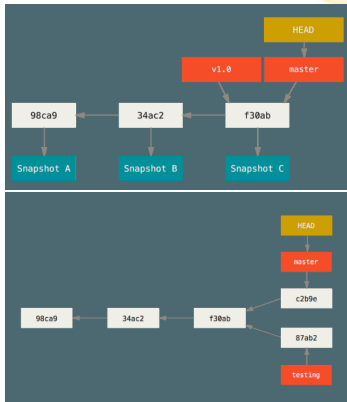 HEAD
v1.0 master
98ca9 34ac2 f30ab
Snapshot A Snapshot B Snapshot C
HEAD
master
c2b9e
98ca9 34ac2 f30ab
87ab2
testing